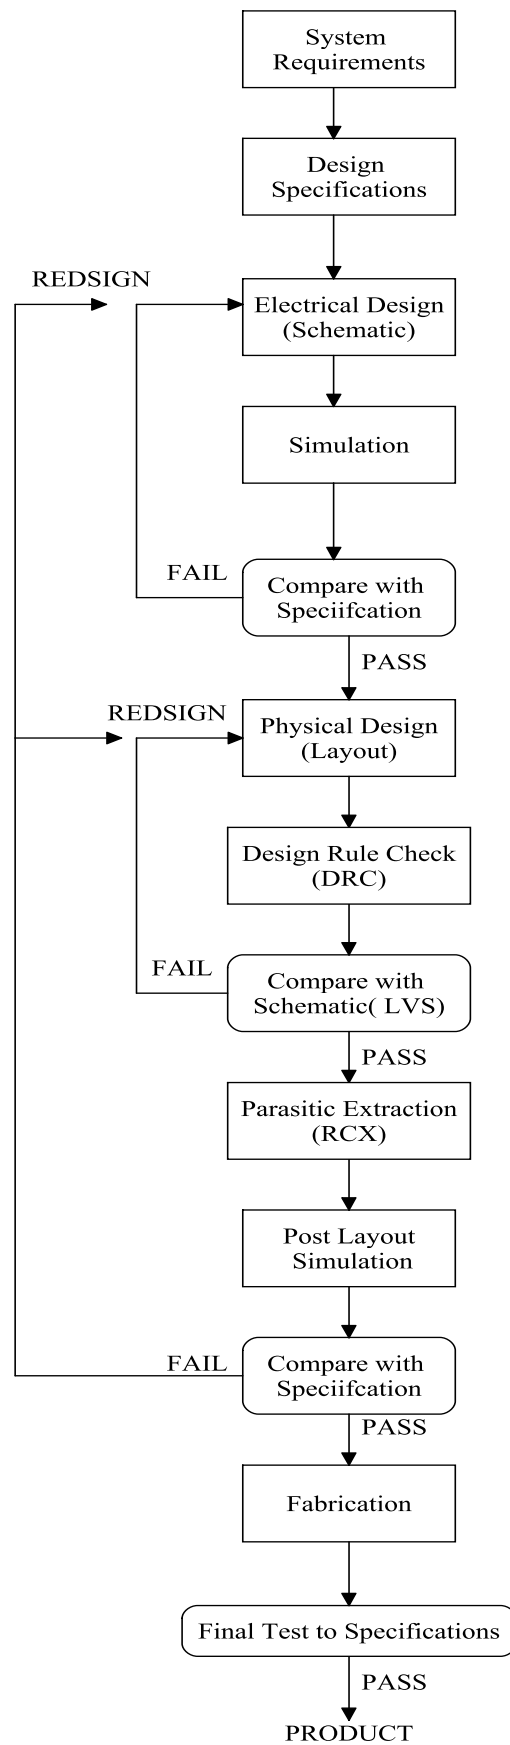 System
Requirements
Design
Specifications
REDSIGN
Electrical Design
(Schematic)
Simulation
FAIL
Compare with
Speciifcation
PASS
REDSIGN
Physical Design
(Layout)
Design Rule Check
(DRC)
FAIL
Compare with
Schematic( LVS)
PASS
Parasitic Extraction
(RCX)
Post Layout
Simulation
FAIL
Compare with
Speciifcation
PASS
Fabrication
Final Test to Specifications
PASS
PRODUCT